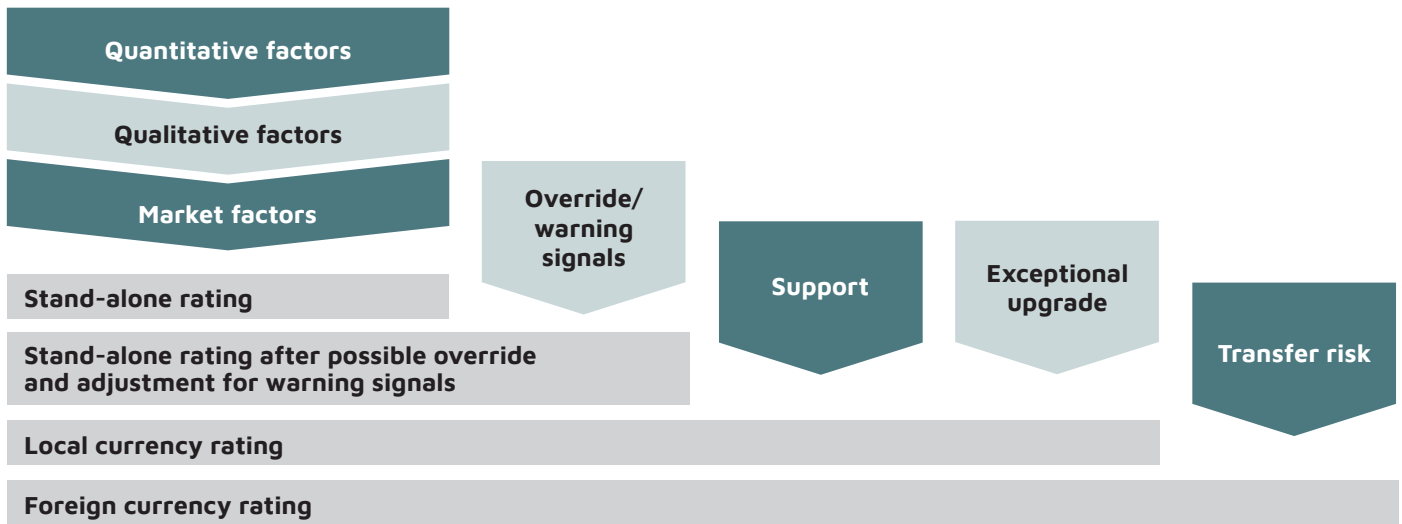 Quantitative factors
Qualitative factors
Market factors
Override/
warning
signals
Support
Exceptional
upgrade
Transfer risk
Stand-alone rating
Stand-alone rating after possible override
and adjustment for warning signals
Local currency rating
Foreign currency rating